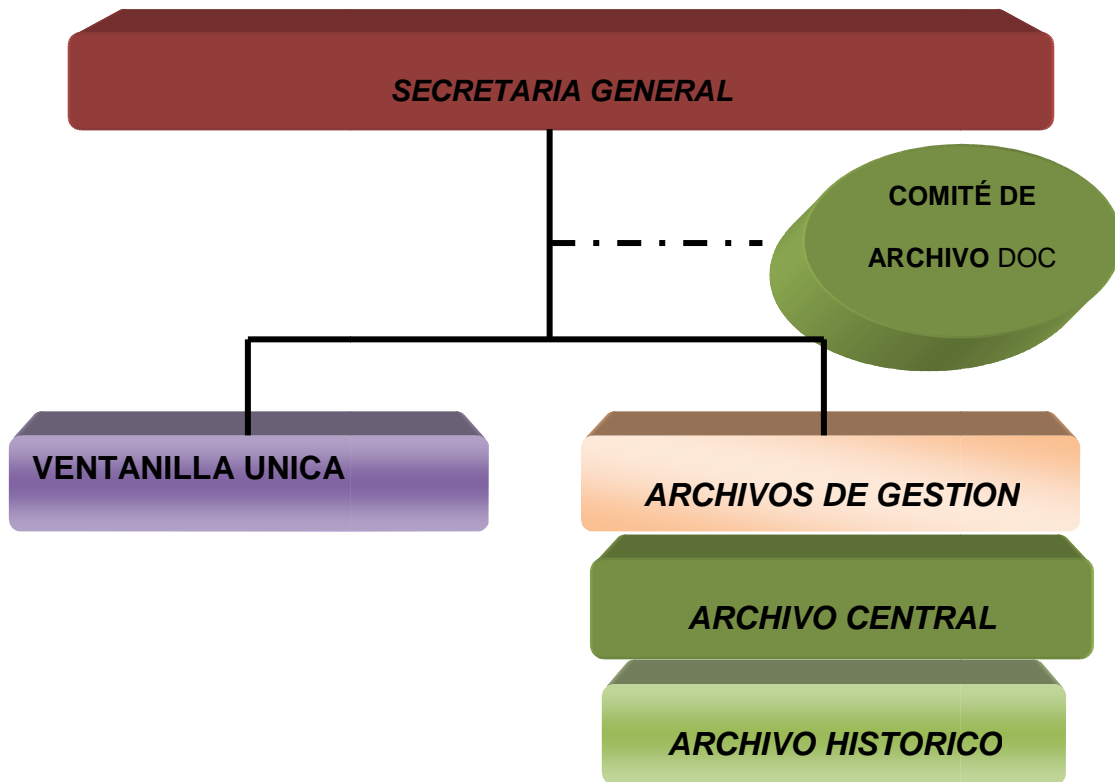 SECRETARIA GENERAL
COMITÉ DE
ARCHIVO DOC
VENTANILLA UNICA
ARCHIVOS DE GESTION
ARCHIVO CENTRAL
ARCHIVO HISTORICO